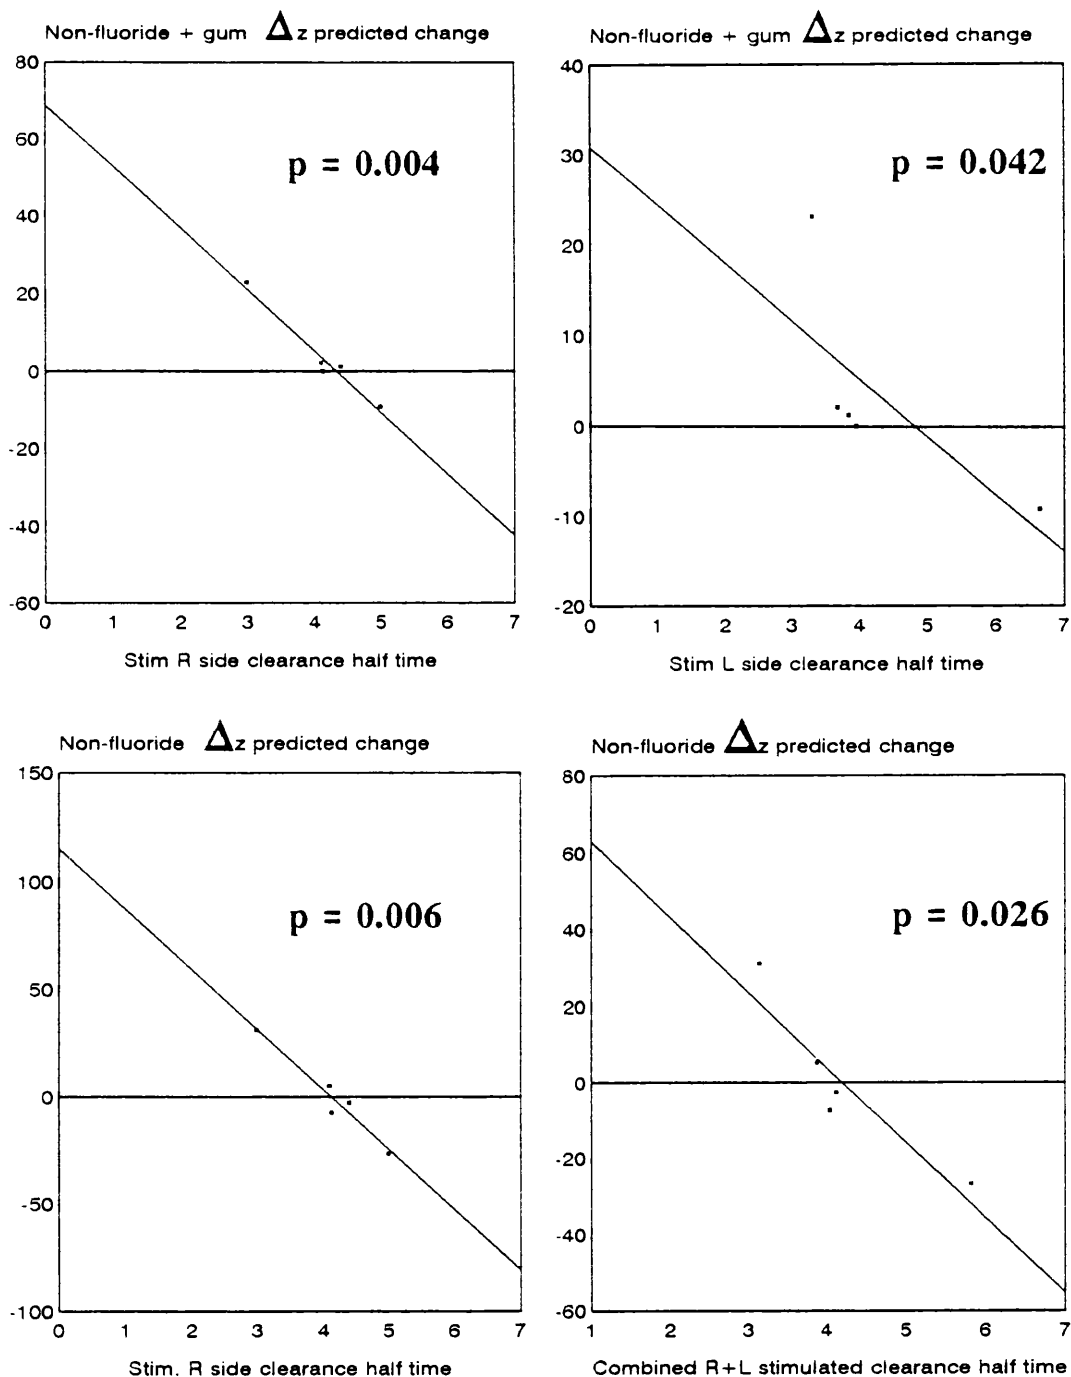 Non-fluoride + gum Δz predicted change
80
60
40
20
0
-20
-40
-60
p = 0.004
0 1 2 3 4 5 6 7
Stim R side clearance half time
Non-fluoride + gum Δz predicted change
40
30
20
10
0
-10
-20
p = 0.042
0 1 2 3 4 5 6 7
Stim L side clearance half time
Non-fluoride Δz predicted change
150
100
50
0
-50
-100
p = 0.006
0 1 2 3 4 5 6 7
Stim. R side clearance half time
Non-fluoride Δz predicted change
80
60
40
20
0
-20
-40
-60
p = 0.026
1 2 3 4 5 6 7
Combined R+L stimulated clearance half time